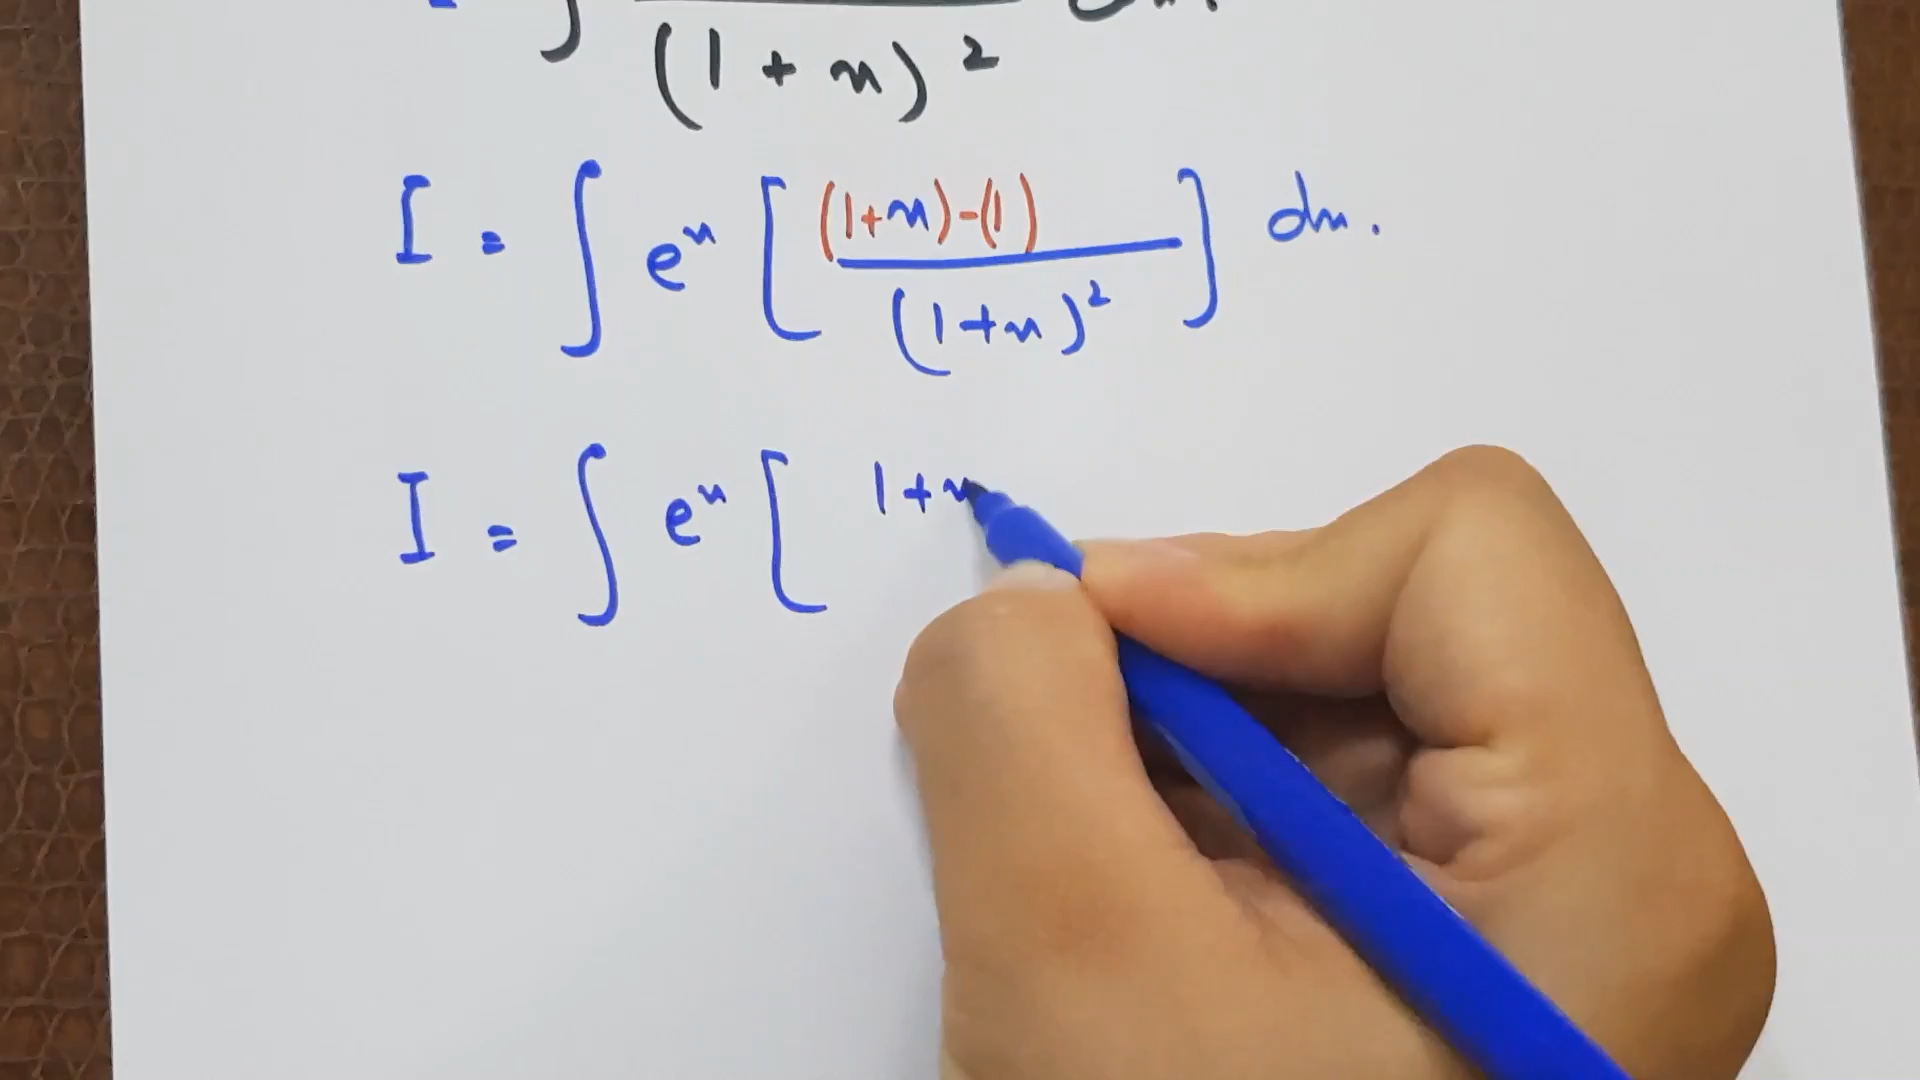 (1 + x)²
I = ∫ eˣ [ (1+x)-(1) / (1+x)² ] dx.
I = ∫ eˣ [ 1+x